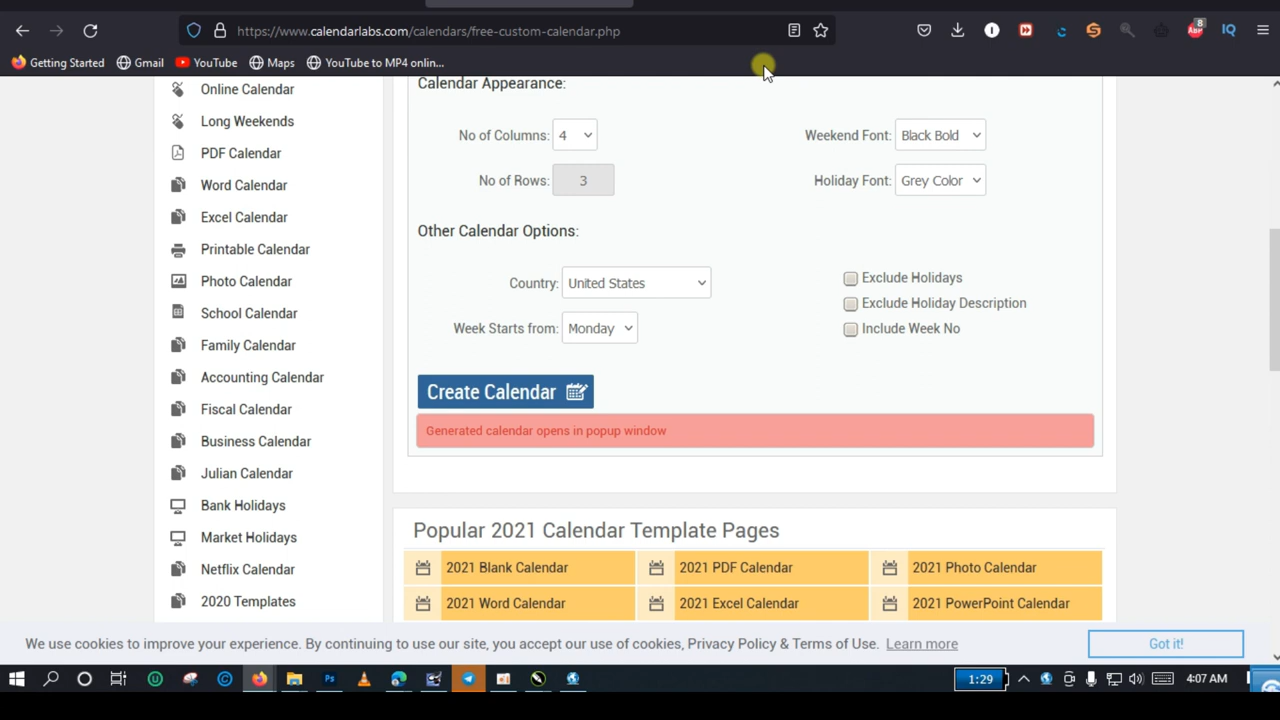 https://www.calendarlabs.com/calendars/free-custom-calendar.php
8
ABP
IQ
Getting Started
Gmail
YouTube
Maps
YouTube to MP4 onlin...
Online Calendar
Long Weekends
PDF Calendar
Word Calendar
Excel Calendar
Printable Calendar
Photo Calendar
School Calendar
Family Calendar
Accounting Calendar
Fiscal Calendar
Business Calendar
Julian Calendar
Bank Holidays
Market Holidays
Netflix Calendar
2020 Templates
Calendar Appearance:
No of Columns: 4
Weekend Font: Black Bold
No of Rows: 3
Holiday Font: Grey Color
Other Calendar Options:
Country: United States
Exclude Holidays
Exclude Holiday Description
Week Starts from: Monday
Include Week No
Create Calendar
Generated calendar opens in popup window
Popular 2021 Calendar Template Pages
2021 Blank Calendar
2021 PDF Calendar
2021 Photo Calendar
2021 Word Calendar
2021 Excel Calendar
2021 PowerPoint Calendar
We use cookies to improve your experience. By continuing to use our site, you accept our use of cookies, Privacy Policy & Terms of Use. Learn more
Got it!
Ps
1:29
4:07 AM